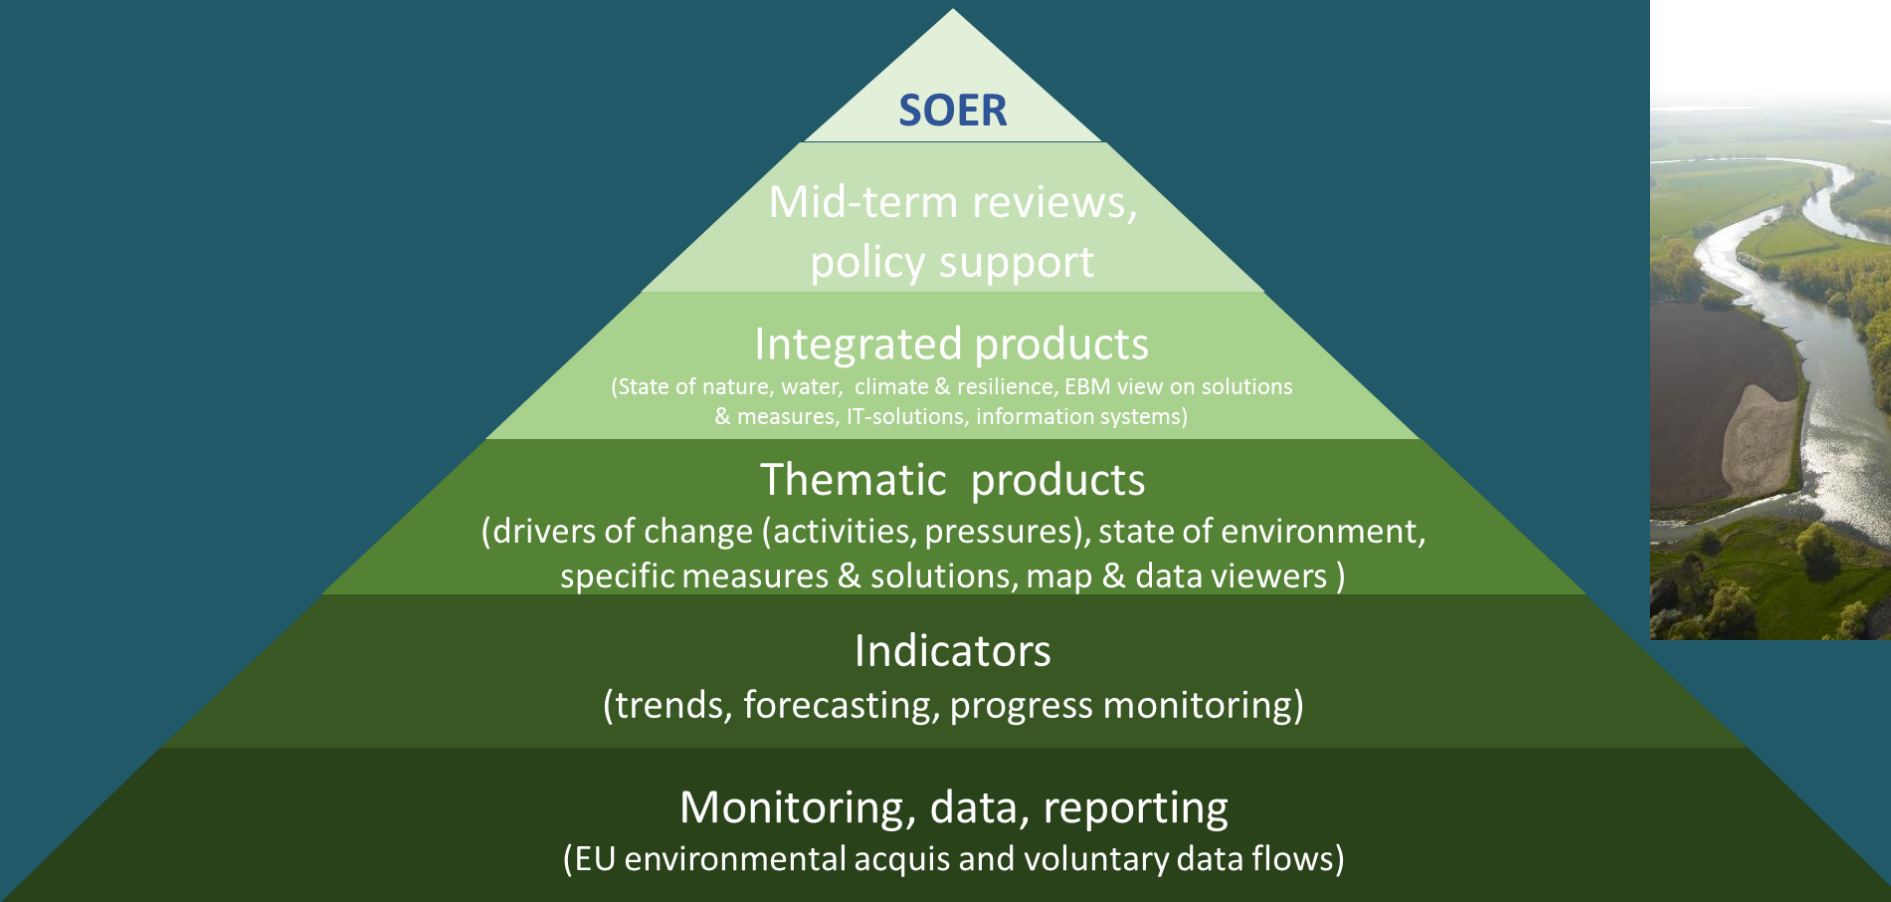 SOER
Mid-term reviews,
policy support
Integrated products
(State of nature, water, climate & resilience, EBM view on solutions
& measures, IT-solutions, information systems)
Thematic products
(drivers of change (activities, pressures), state of environment,
specific measures & solutions, map & data viewers )
Indicators
(trends, forecasting, progress monitoring)
Monitoring, data, reporting
(EU environmental acquis and voluntary data flows)